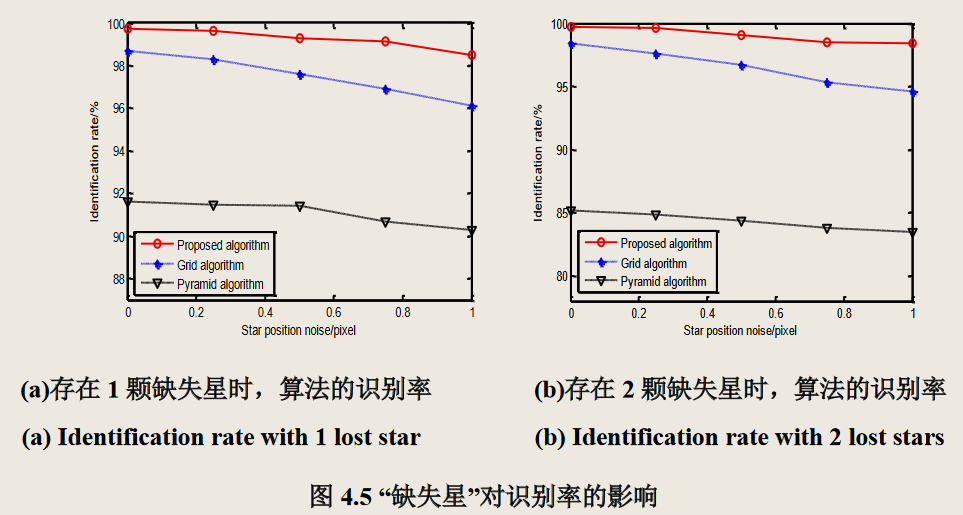 100
98
96
94
92
90
88
Identification rate/%
Proposed algorithm
Grid algorithm
Pyramid algorithm
0 0.2 0.4 0.6 0.8 1
Star position noise/pixel
100
95
90
85
80
Identification rate/%
Proposed algorithm
Grid algorithm
Pyramid algorithm
0 0.2 0.4 0.6 0.8 1
Star position noise/pixel
(a)存在 1 颗缺失星时，算法的识别率
(b)存在 2 颗缺失星时，算法的识别率
(a) Identification rate with 1 lost star
(b) Identification rate with 2 lost stars
图 4.5 “缺失星”对识别率的影响